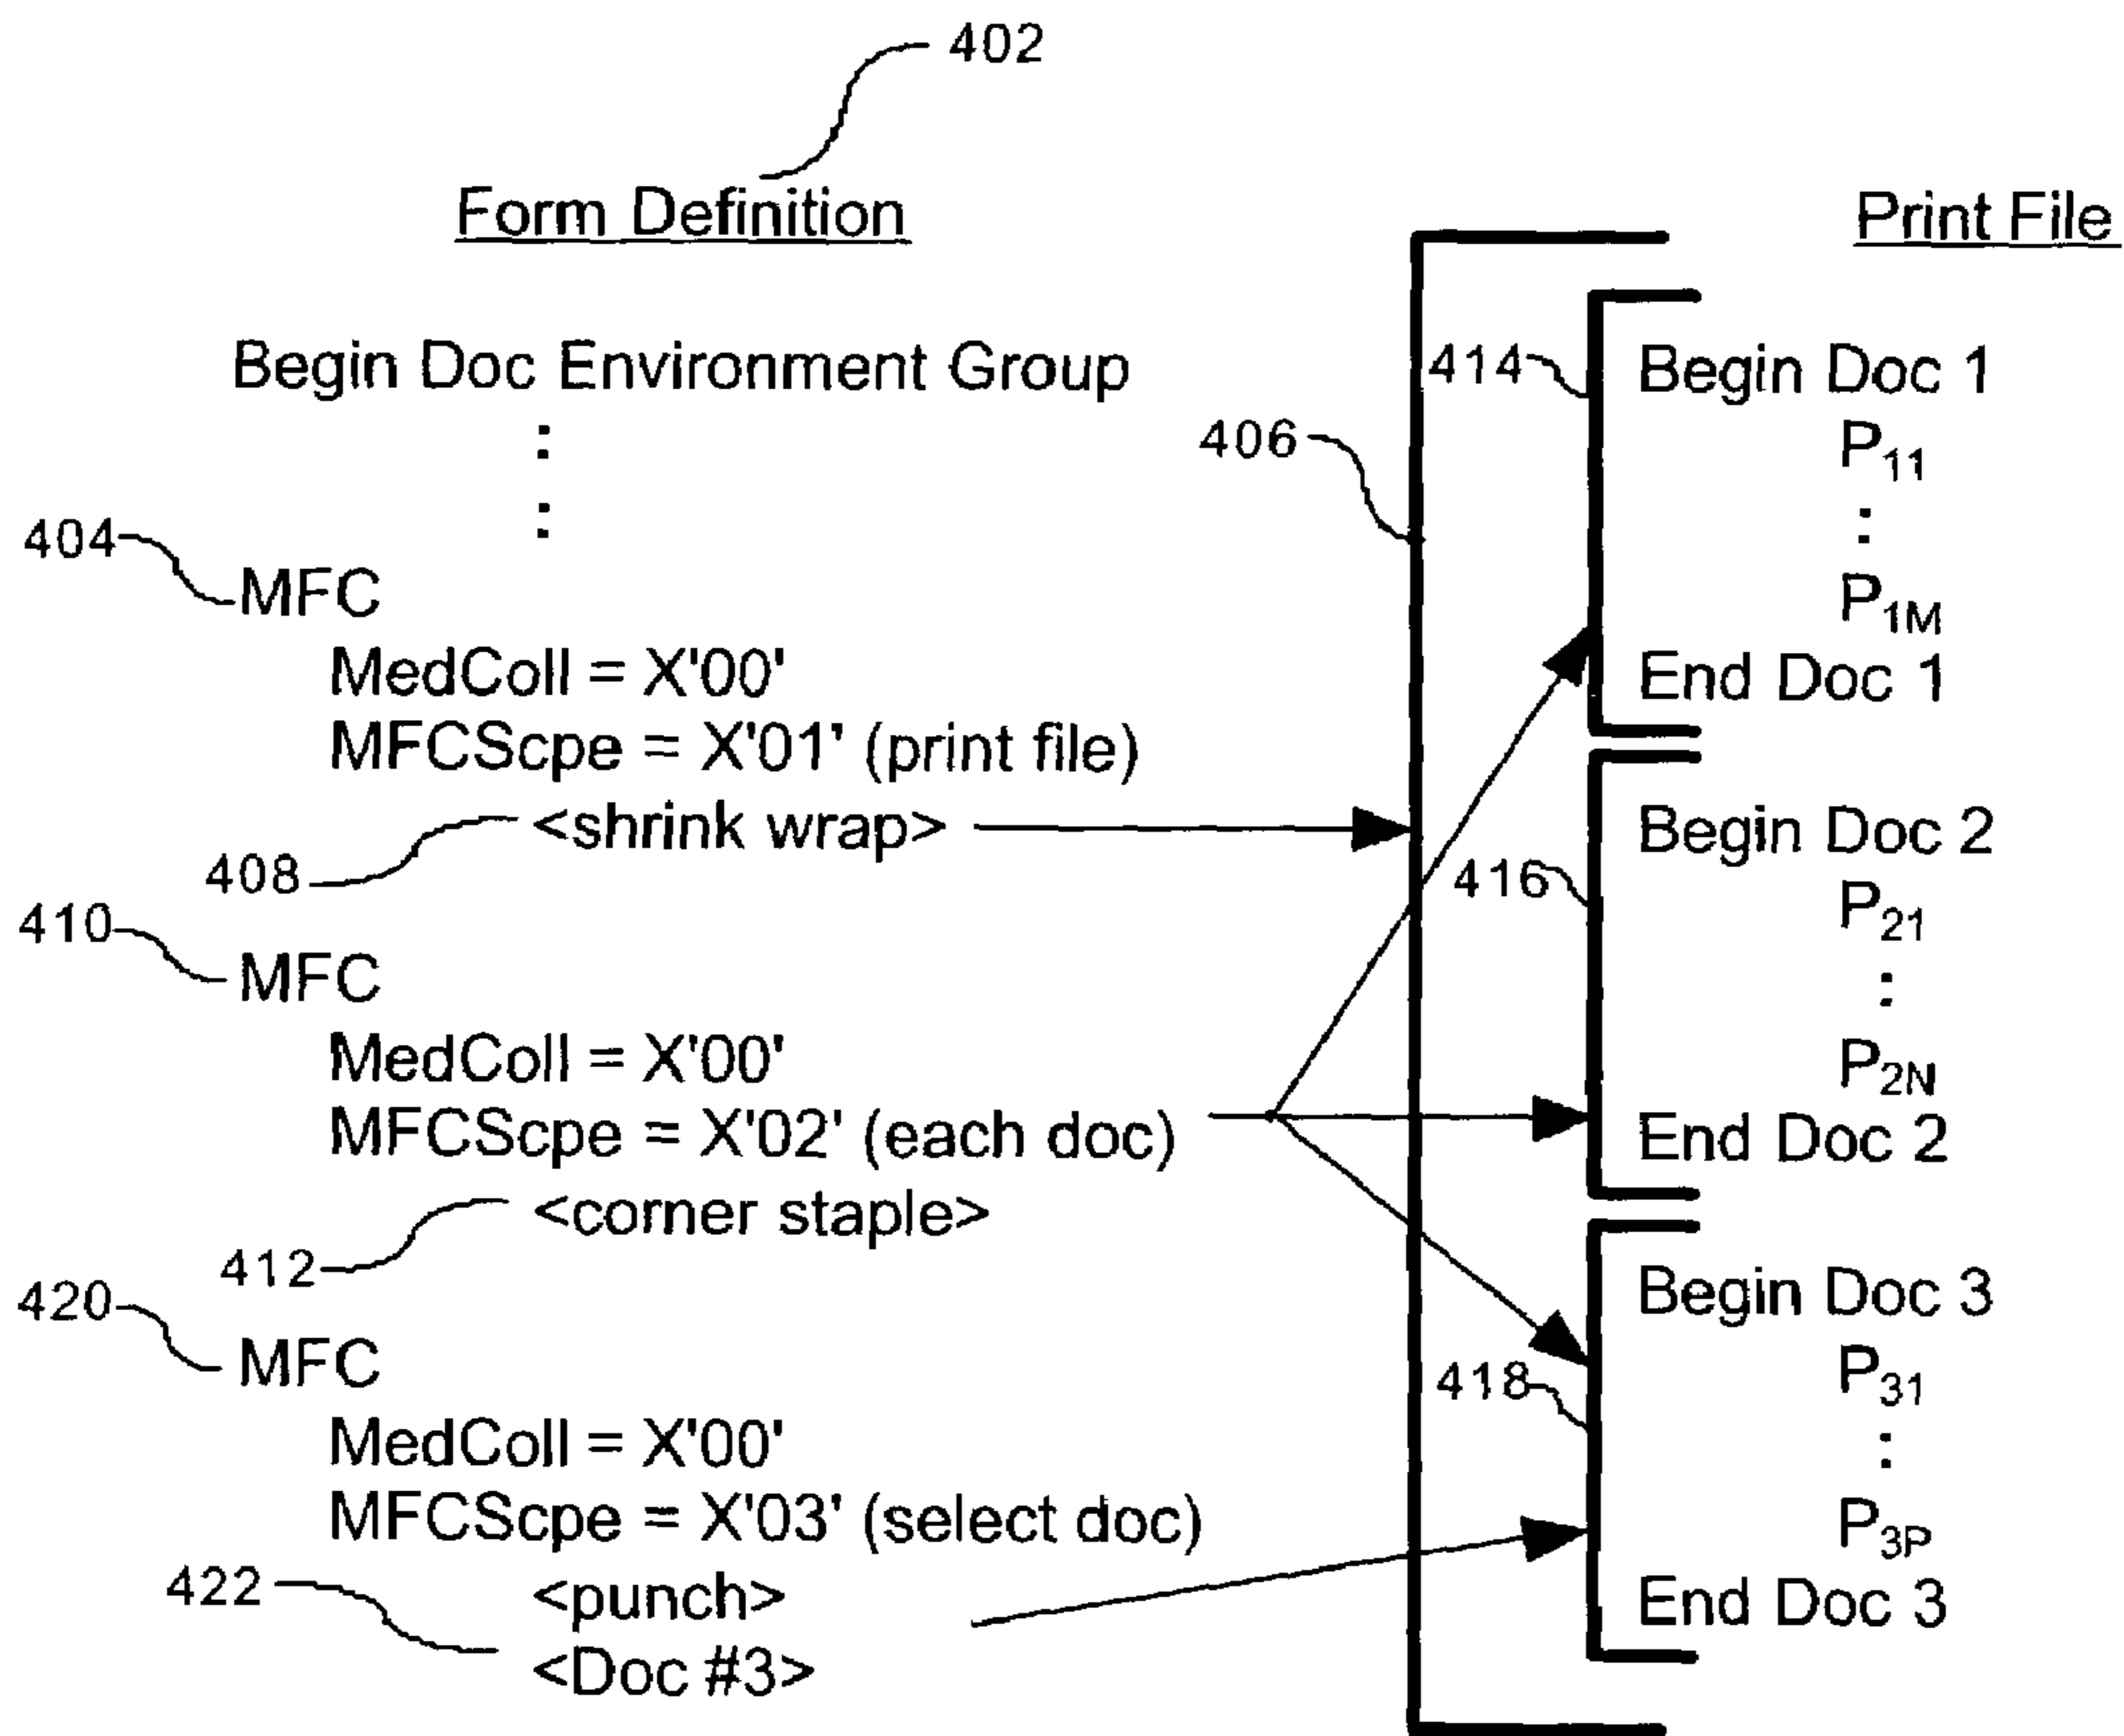 402
Form Definition
Begin Doc Environment Group
:
:
404
MFC
MedColl = X'00'
MFCScpe = X'01' (print file)
<shrink wrap>
408
410
MFC
MedColl = X'00'
MFCScpe = X'02' (each doc)
<corner staple>
412
420
MFC
MedColl = X'00'
MFCScpe = X'03' (select doc)
422
<punch>
<Doc #3>
Print File
406
414
Begin Doc 1
P11
:
P1M
End Doc 1
416
Begin Doc 2
P21
:
P2N
End Doc 2
418
Begin Doc 3
P31
:
P3P
End Doc 3